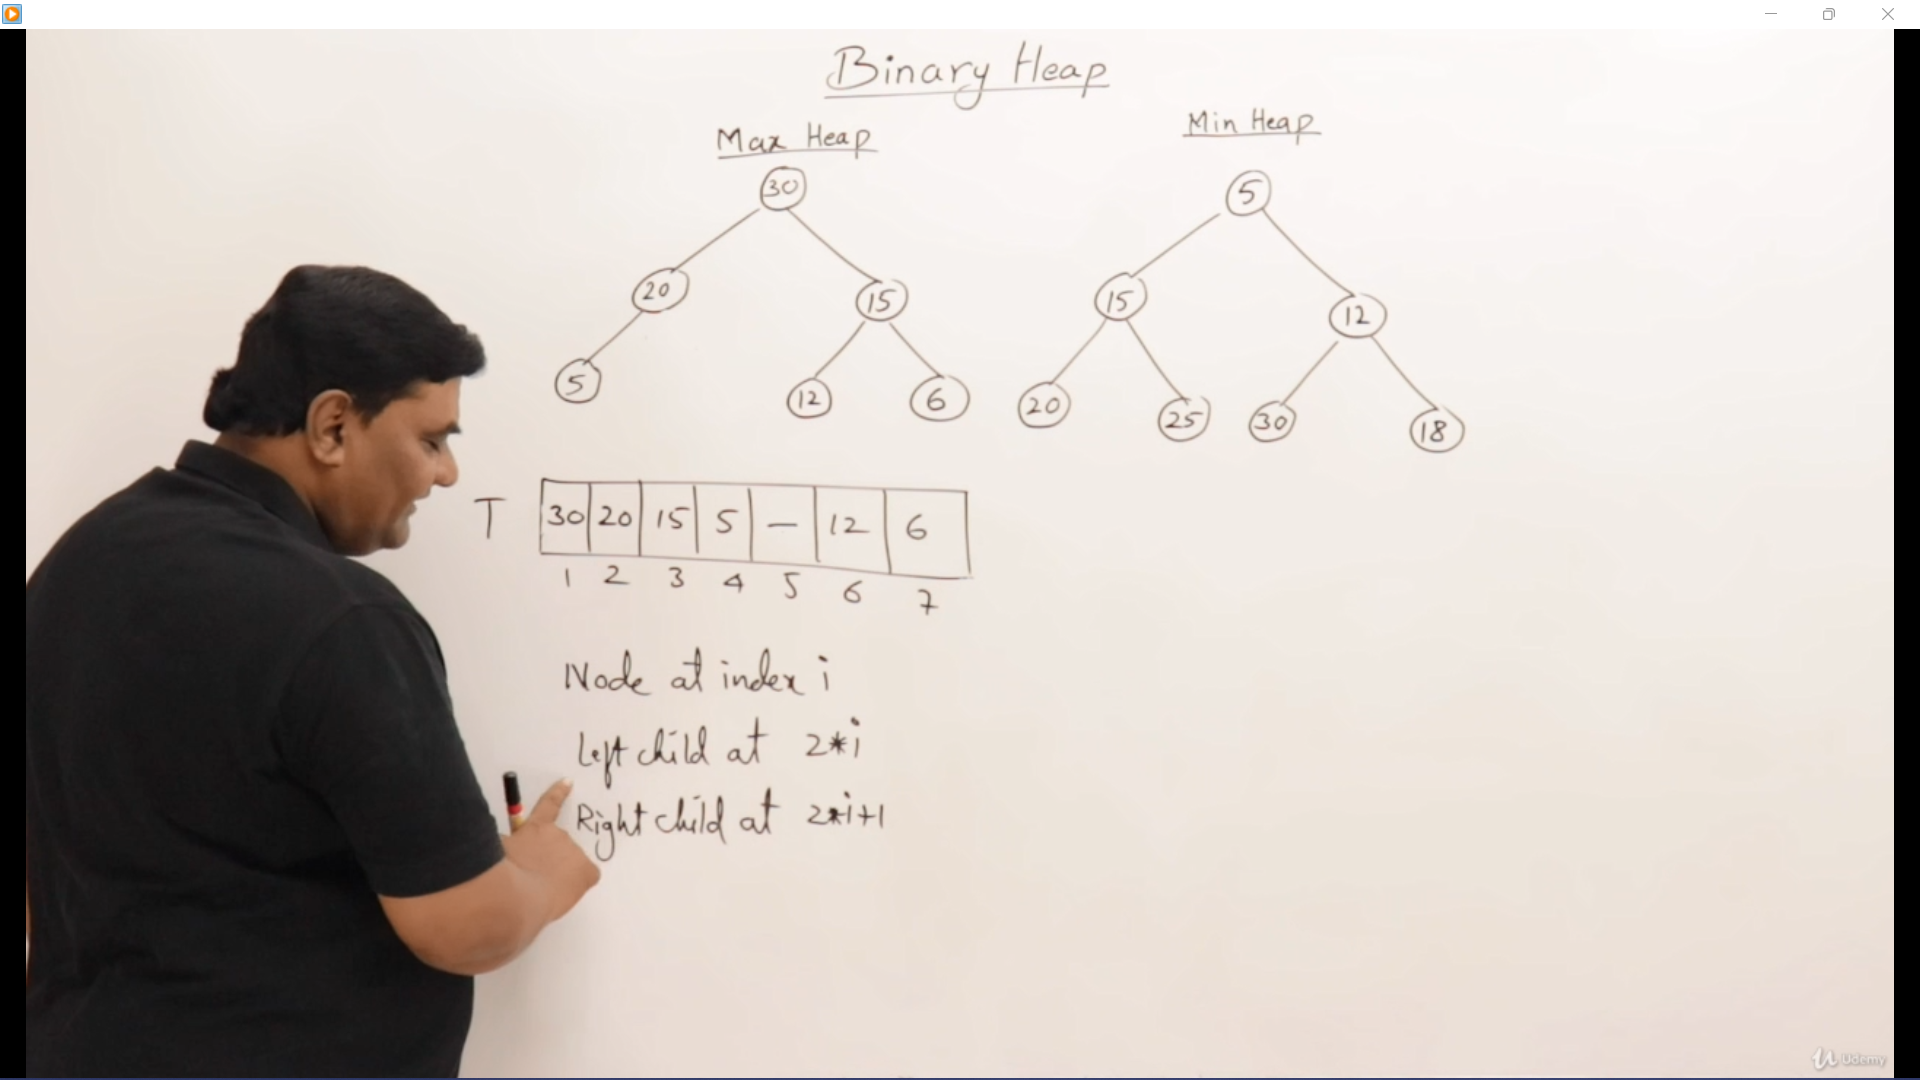 Binary Heap
Max Heap
Min Heap
30
5
20
15
15
12
5
12
6
20
25
30
18
T 30 20 15 5 — 12 6
1 2 3 4 5 6 7
Node at index i
Left child at 2*i
Right child at 2*i+1
Udemy